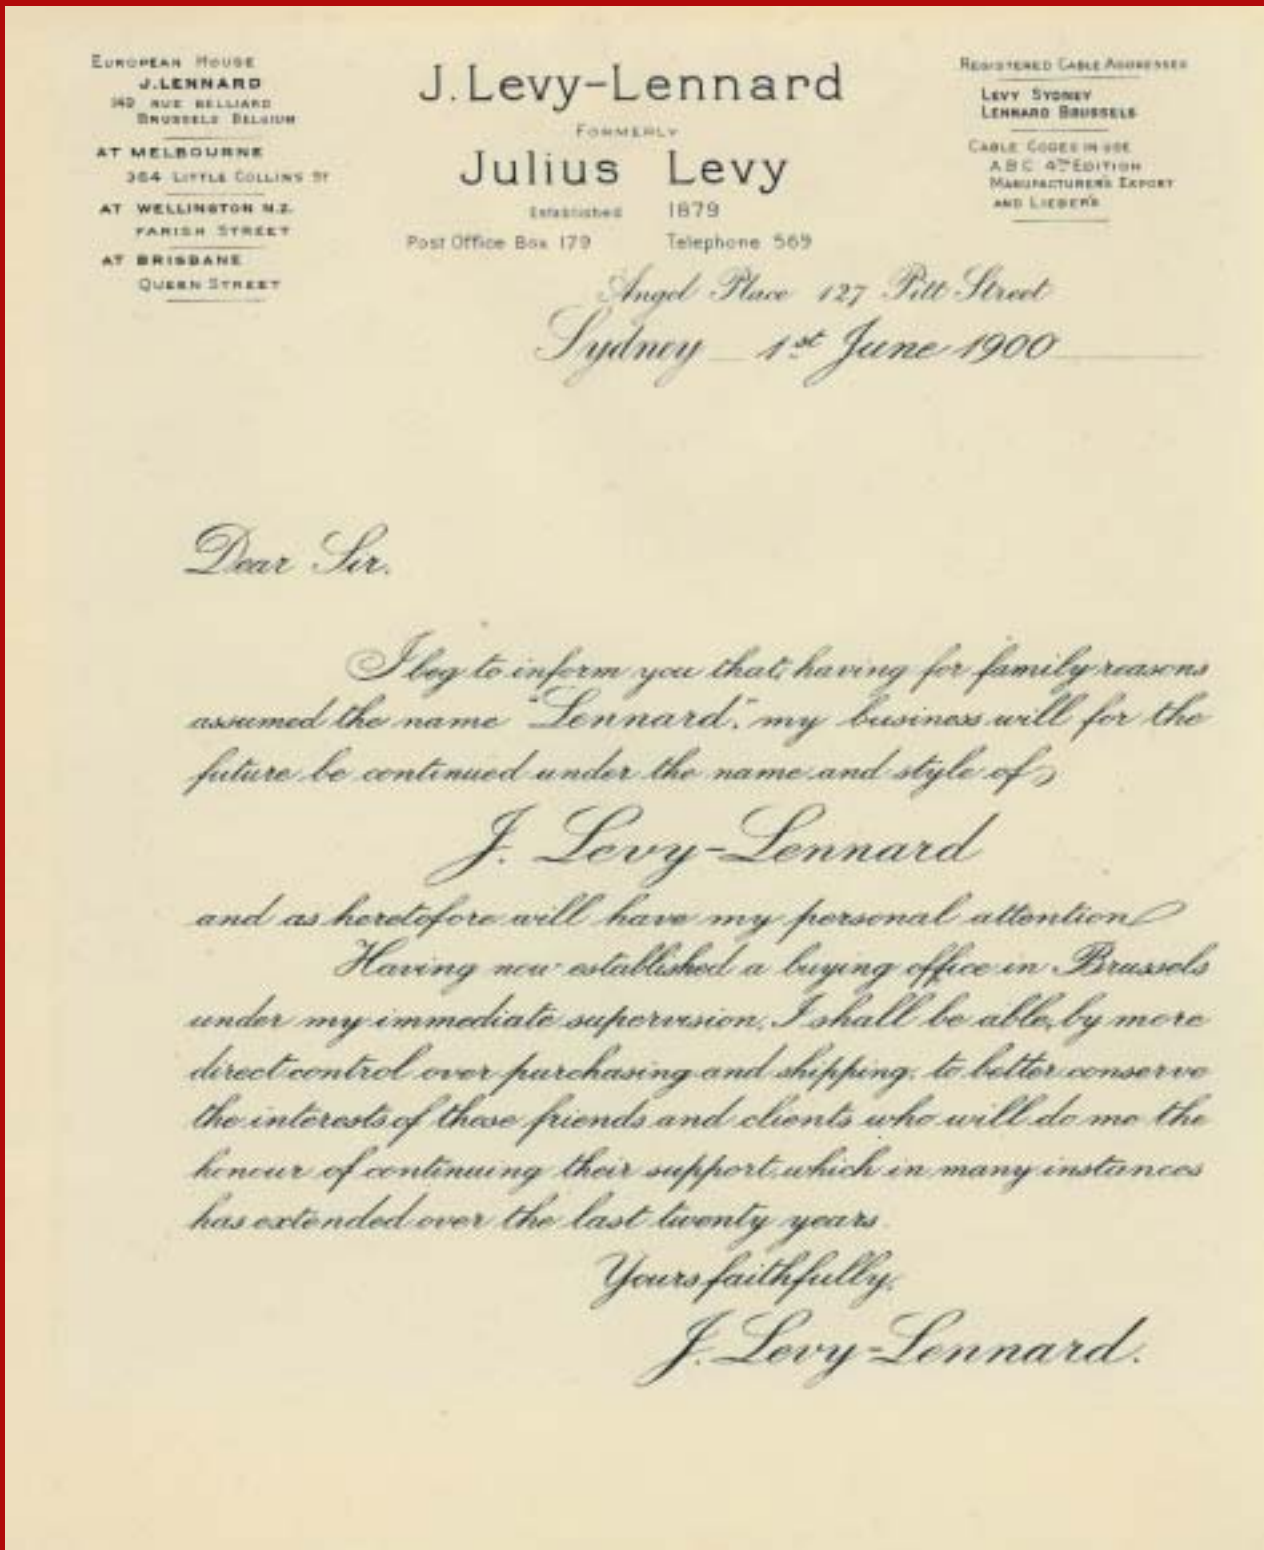 EUROPEAN HOUSE
J. LENNARD
149 RUE BELLIARD
BRUSSELS BELGIUM
AT MELBOURNE
364 LITTLE COLLINS ST
AT WELLINGTON N.Z.
FARISH STREET
AT BRISBANE
QUEEN STREET
J. Levy-Lennard
FORMERLY
Julius Levy
Established 1879
Post Office Box 179 Telephone 569
REGISTERED CABLE ADDRESSES
LEVY SYDNEY
LENNARD BRUSSELS
CABLE CODES IN USE
A B C 4TH EDITION
MANUFACTURER'S EXPORT
AND LIEBER'S
Angel Place 127 Pitt Street
Sydney 1st June 1900
Dear Sir.
I beg to inform you that, having for family reasons
assumed the name "Lennard", my business will for the
future be continued under the name and style of
J. Levy-Lennard
and as heretofore will have my personal attention
Having now established a buying office in Brussels
under my immediate supervision, I shall be able, by more
direct control over purchasing and shipping, to better conserve
the interests of those friends and clients who will do me the
honour of continuing their support, which in many instances
has extended over the last twenty years.
Yours faithfully,
J. Levy-Lennard.